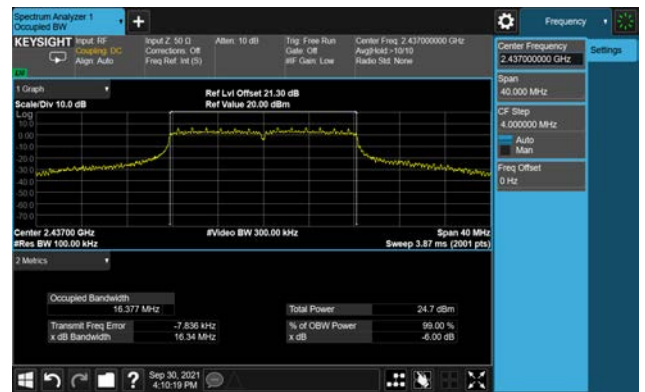 Spectrum Analyzer 1
Occupied BW
Frequency
KEYSIGHT
Input: RF
Coupling: DC
Align: Auto
Input Z: 50 Ω
Corrections: Off
Freq Ref: Int (S)
Atten: 10 dB
Trig: Free Run
Gate: Off
#IF Gain: Low
Center Freq: 2.437000000 GHz
Avg|Hold:>10/10
Radio Std: None
Center Frequency
2.437000000 GHz
Settings
Span
40.000 MHz
CF Step
4.000000 MHz
Auto
Man
Freq Offset
0 Hz
1 Graph
Scale/Div 10.0 dB
Ref Lvl Offset 21.30 dB
Ref Value 20.00 dBm
Log
10.0
0.00
-10.0
-20.0
-30.0
-40.0
-50.0
-60.0
-70.0
Center 2.43700 GHz
#Res BW 100.00 kHz
#Video BW 300.00 kHz
Span 40 MHz
Sweep 3.87 ms (2001 pts)
2 Metrics
Occupied Bandwidth
16.377 MHz
Transmit Freq Error -7.836 kHz
x dB Bandwidth 16.34 MHz
Total Power 24.7 dBm
% of OBW Power 99.00 %
x dB -6.00 dB
Sep 30, 2021
4:10:19 PM